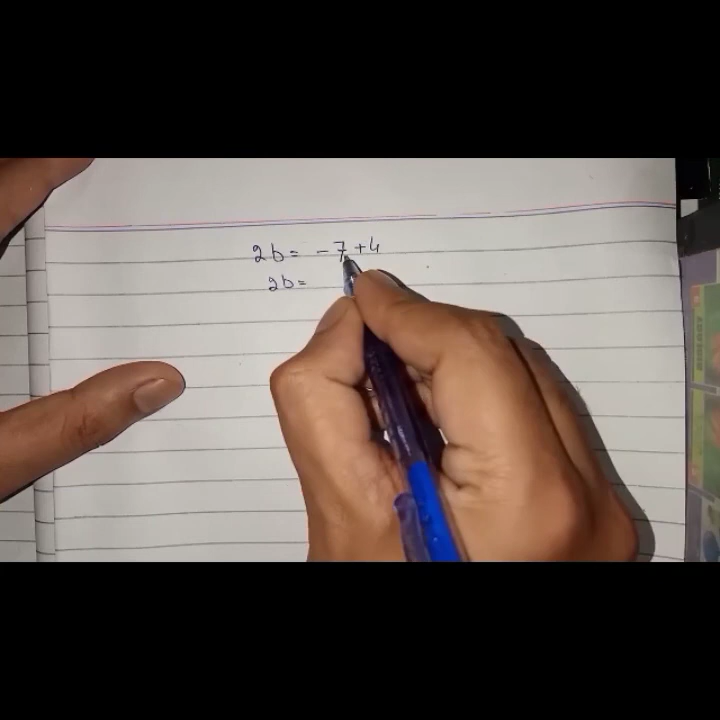 2b = -7+4
2b =